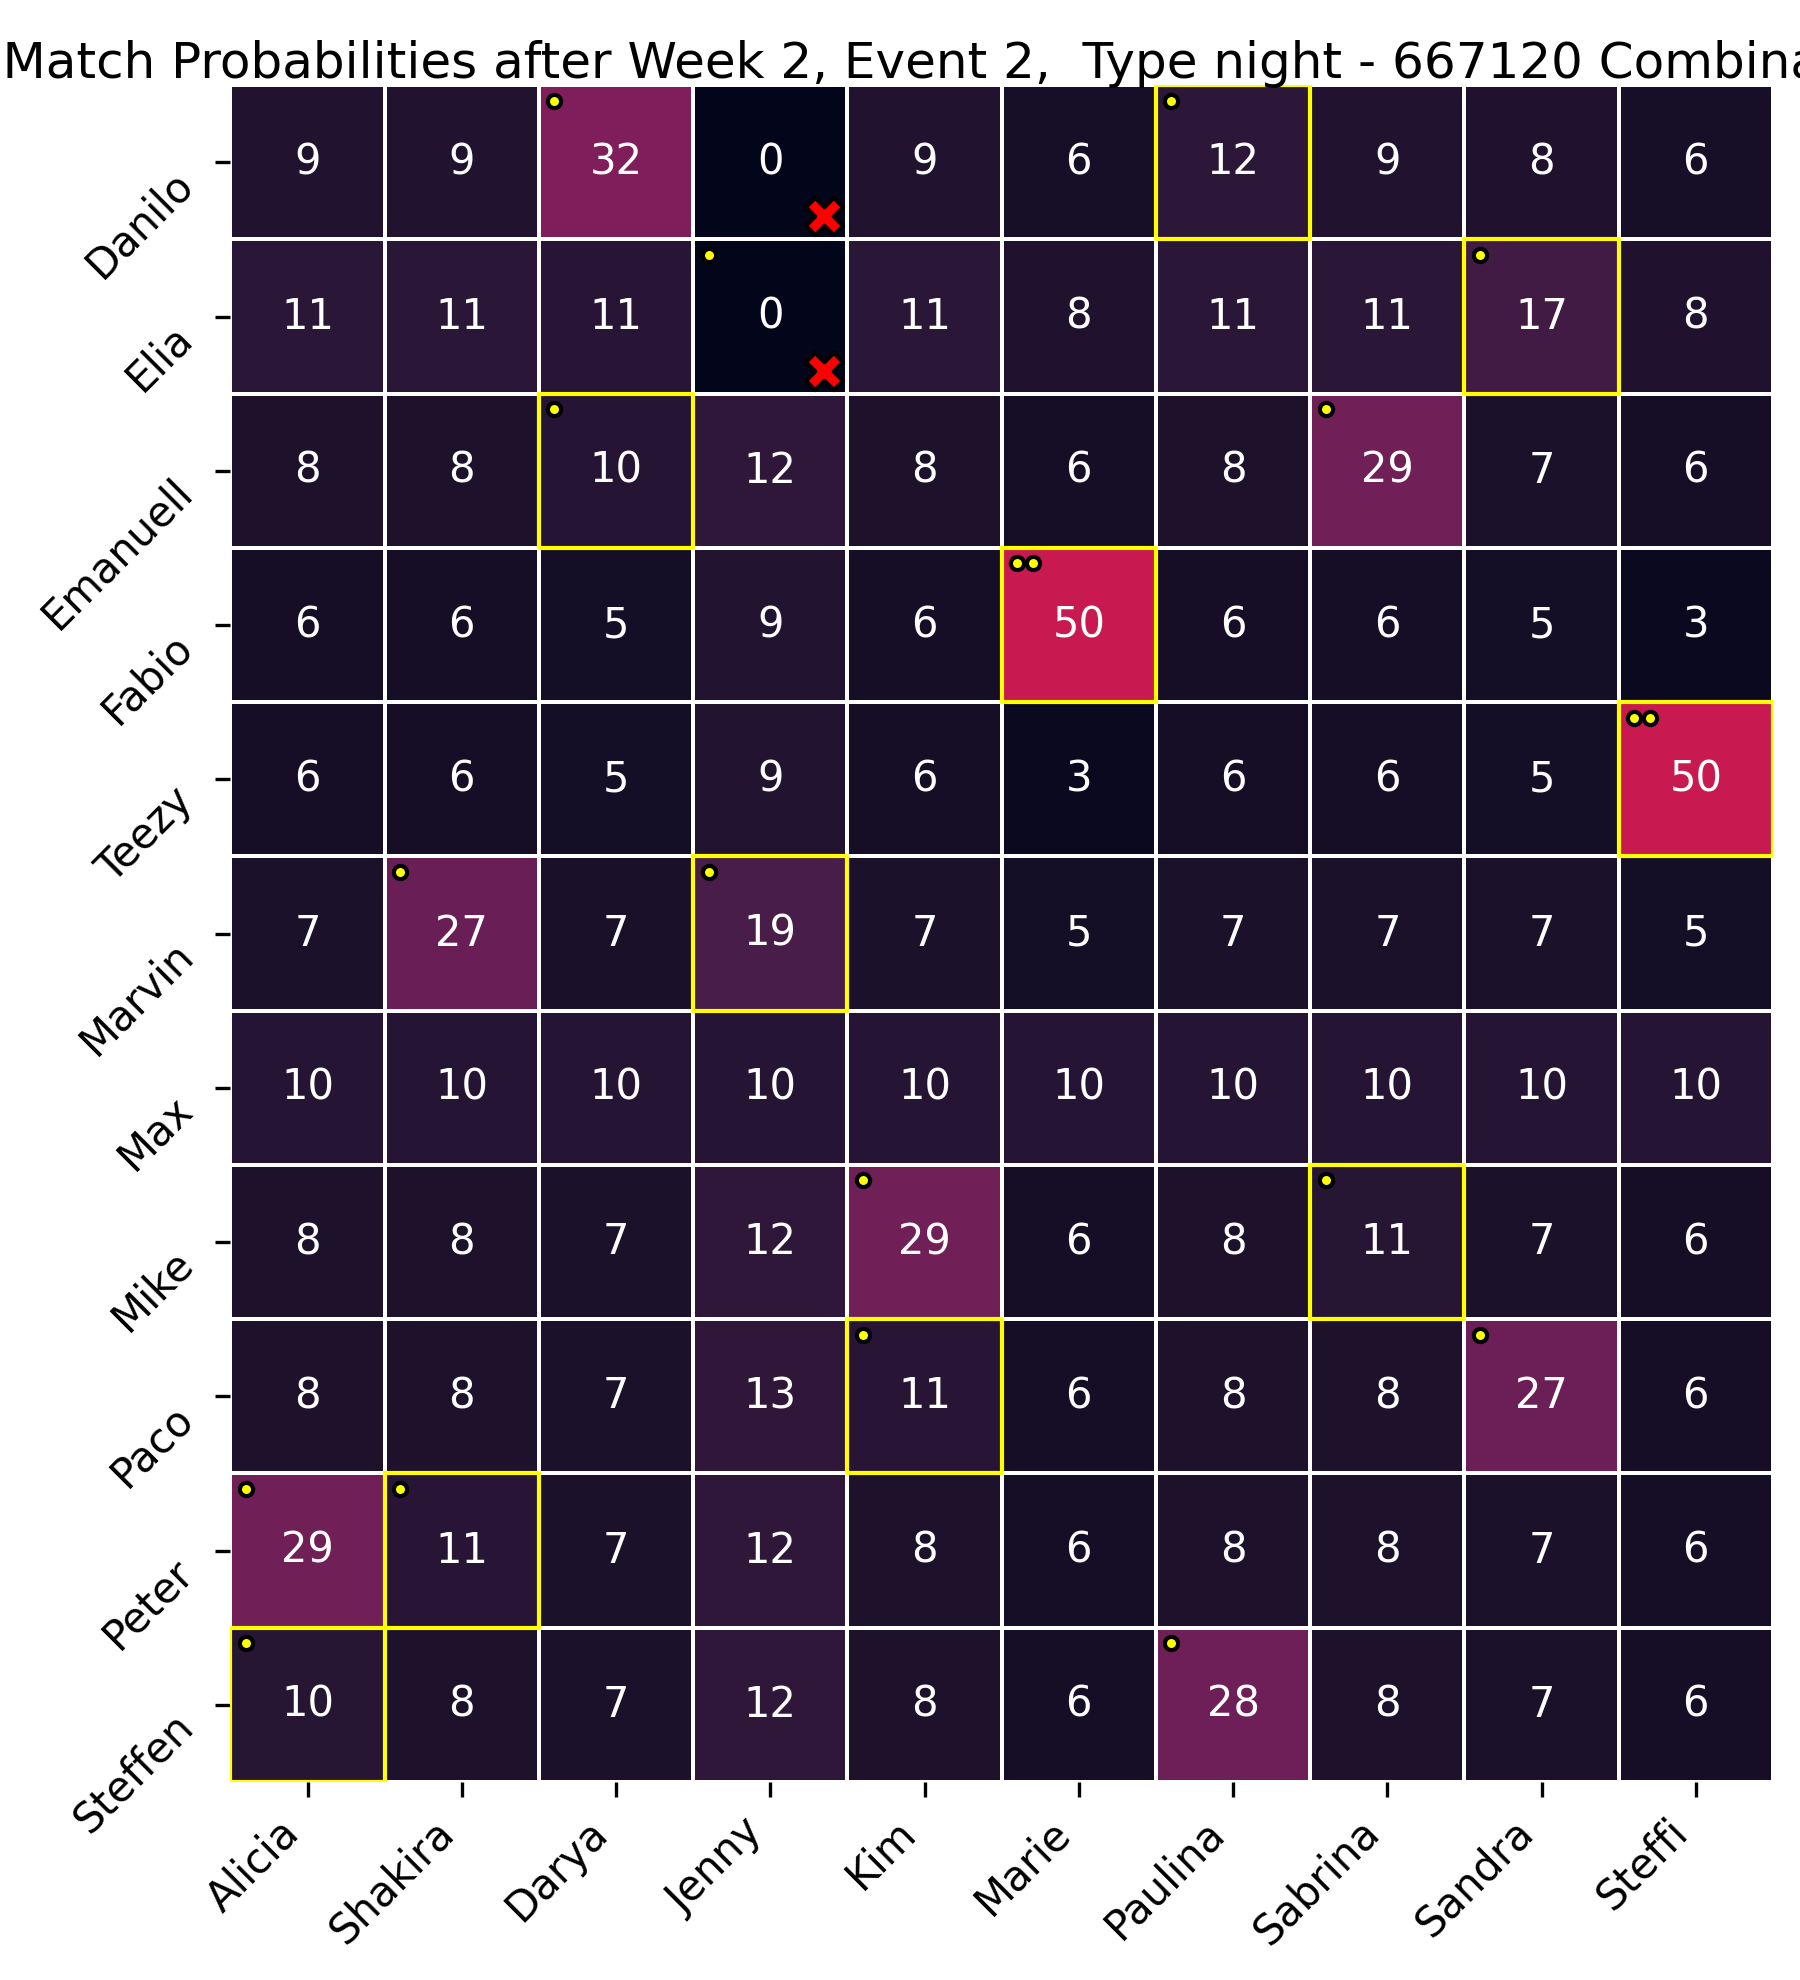 Match Probabilities after Week 2, Event 2, Type night - 667120 Combina
Danilo 9 9 32 0 9 6 12 9 8 6
Elia 11 11 11 0 11 8 11 11 17 8
Emanuell 8 8 10 12 8 6 8 29 7 6
Fabio 6 6 5 9 6 50 6 6 5 3
Teezy 6 6 5 9 6 3 6 6 5 50
Marvin 7 27 7 19 7 5 7 7 7 5
Max 10 10 10 10 10 10 10 10 10 10
Mike 8 8 7 12 29 6 8 11 7 6
Paco 8 8 7 13 11 6 8 8 27 6
Peter 29 11 7 12 8 6 8 8 7 6
Steffen 10 8 7 12 8 6 28 8 7 6
Alicia Shakira Darya Jenny Kim Marie Paulina Sabrina Sandra Steffi